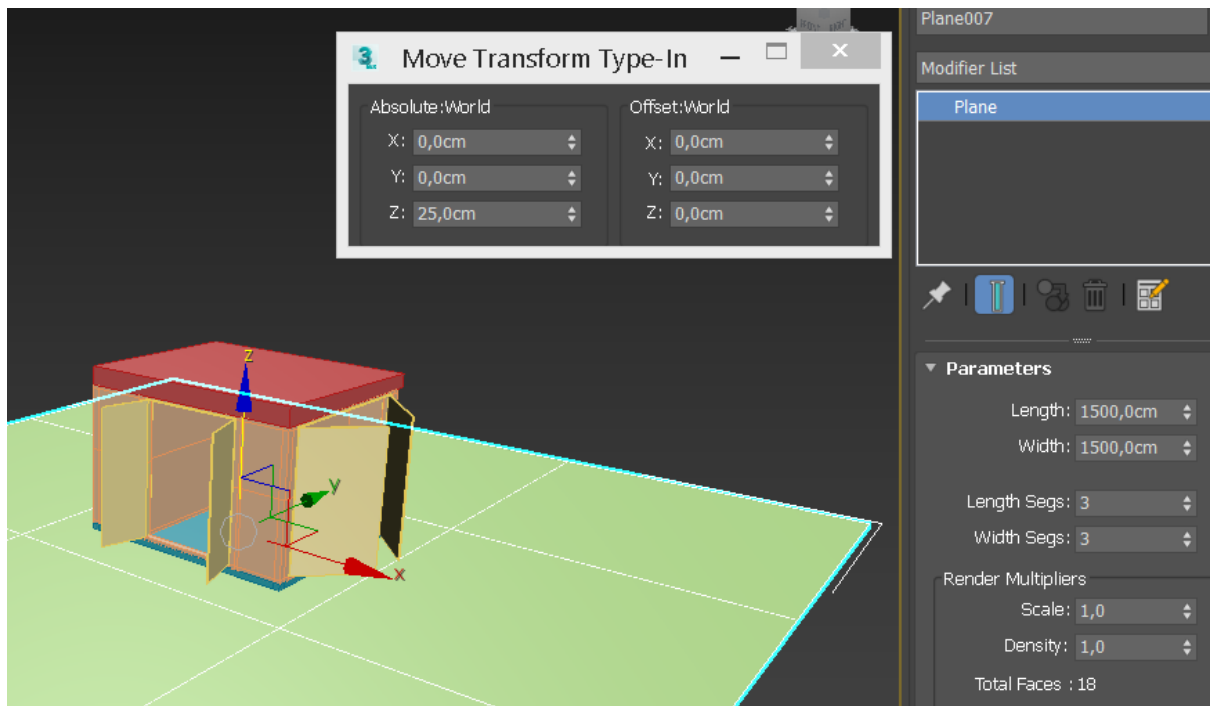 Plane007
Move Transform Type-In
Modifier List
Absolute:World
Offset:World
Plane
X: 0,0cm
X: 0,0cm
Y: 0,0cm
Y: 0,0cm
Z: 25,0cm
Z: 0,0cm
Parameters
Length: 1500,0cm
Width: 1500,0cm
Length Segs: 3
Width Segs: 3
Render Multipliers
Scale: 1,0
Density: 1,0
Total Faces : 18
z
y
x